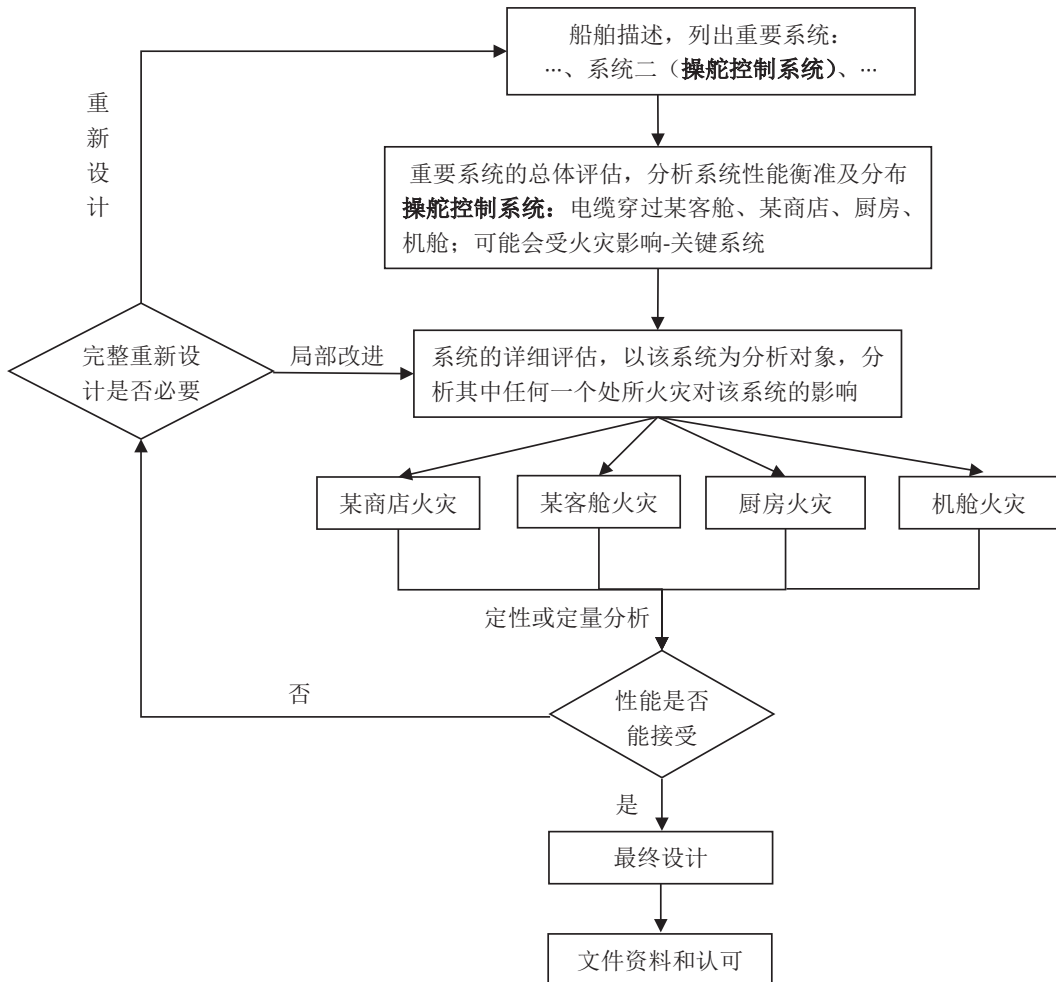 船舶描述，列出重要系统：
…、系统二（操舵控制系统）、…
重
新
设
计
重要系统的总体评估，分析系统性能衡准及分布
操舵控制系统：电缆穿过某客舱、某商店、厨房、
机舱；可能会受火灾影响-关键系统
完整重新设
计是否必要
局部改进
系统的详细评估，以该系统为分析对象，分
析其中任何一个处所火灾对该系统的影响
某商店火灾
某客舱火灾
厨房火灾
机舱火灾
定性或定量分析
否
性能是否
能接受
是
最终设计
文件资料和认可